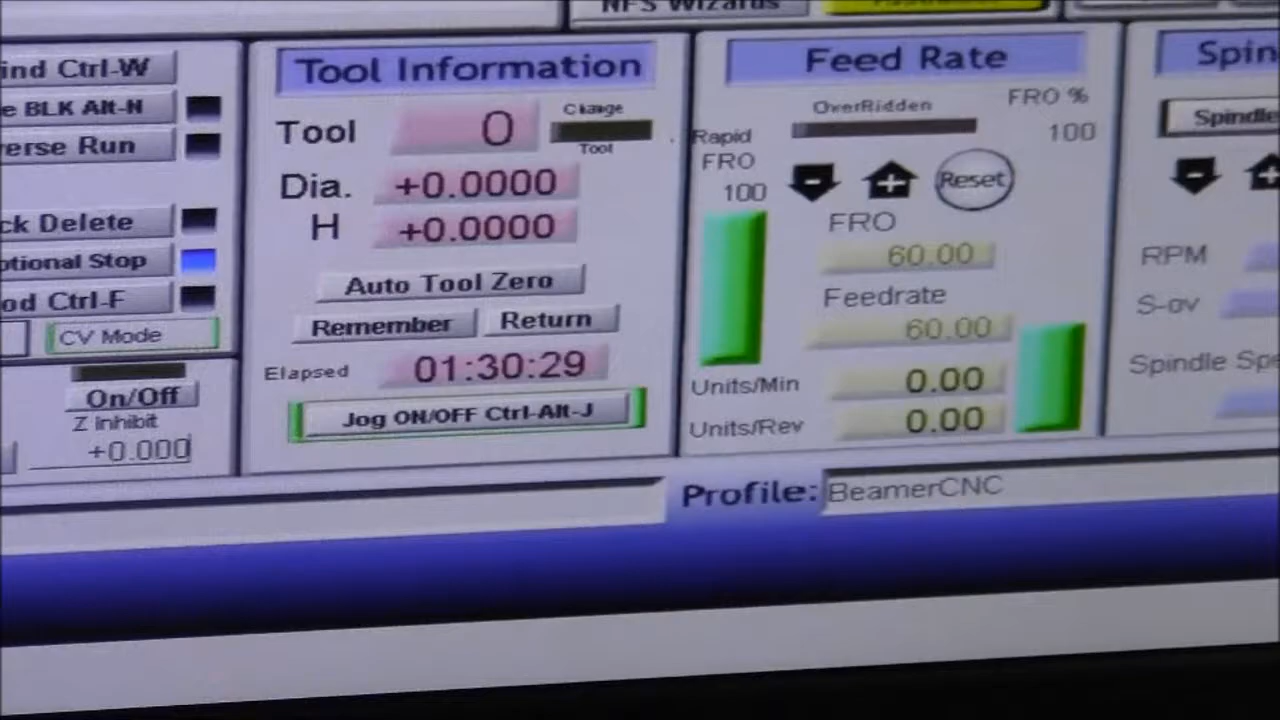 NFS Wizards
ind Ctrl-W
e BLK Alt-N
erse Run
ck Delete
otional Stop
od Ctrl-F
CV Mode
On/Off
Z Inhibit
+0.000
Tool Information
Tool 0 Change
Tool
Dia. +0.0000
H +0.0000
Auto Tool Zero
Remember Return
Elapsed 01:30:29
Jog ON/OFF Ctrl-Alt-J
Feed Rate
OverRidden FRO %
100
Rapid
FRO
100
- + Reset
FRO
60.00
Feedrate
60.00
Units/Min 0.00
Units/Rev 0.00
Spin
Spindle
- +
RPM
S-ov
Spindle Spe
Profile: BeamerCNC